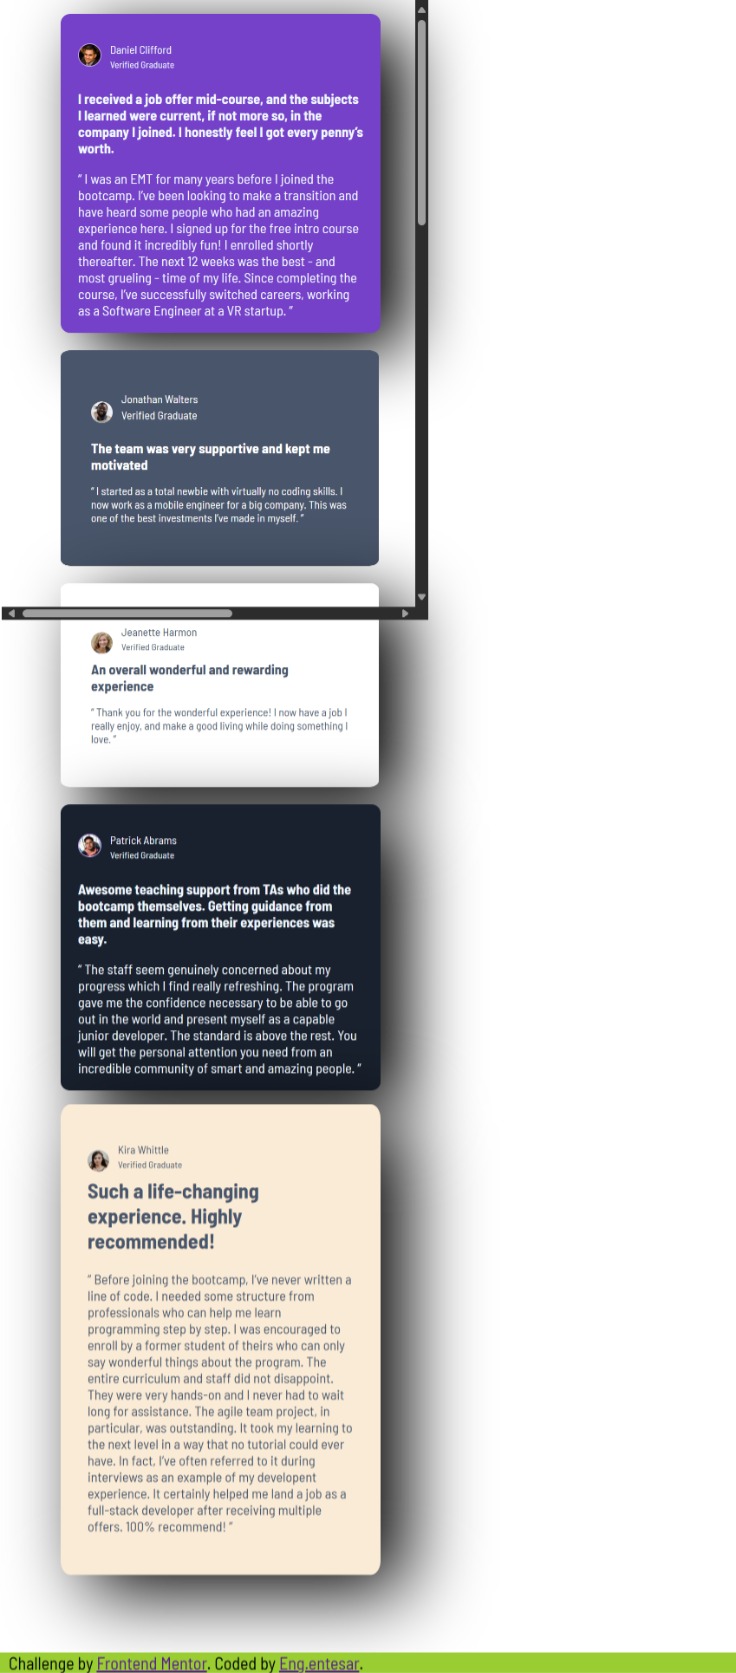 Daniel Clifford
Verified Graduate
I received a job offer mid-course, and the subjects
I learned were current, if not more so, in the
company I joined. I honestly feel I got every penny's
worth.
" I was an EMT for many years before I joined the
bootcamp. I've been looking to make a transition and
have heard some people who had an amazing
experience here. I signed up for the free intro course
and found it incredibly fun! I enrolled shortly
thereafter. The next 12 weeks was the best - and
most grueling - time of my life. Since completing the
course, I've successfully switched careers, working
as a Software Engineer at a VR startup. "
Jonathan Walters
Verified Graduate
The team was very supportive and kept me
motivated
" I started as a total newbie with virtually no coding skills. I
now work as a mobile engineer for a big company. This was
one of the best investments I've made in myself. "
Jeanette Harmon
Verified Graduate
An overall wonderful and rewarding
experience
" Thank you for the wonderful experience! I now have a job I
really enjoy, and make a good living while doing something I
love. "
Patrick Abrams
Verified Graduate
Awesome teaching support from TAs who did the
bootcamp themselves. Getting guidance from
them and learning from their experiences was
easy.
" The staff seem genuinely concerned about my
progress which I find really refreshing. The program
gave me the confidence necessary to be able to go
out in the world and present myself as a capable
junior developer. The standard is above the rest. You
will get the personal attention you need from an
incredible community of smart and amazing people. "
Kira Whittle
Verified Graduate
Such a life-changing
experience. Highly
recommended!
" Before joining the bootcamp, I've never written a
line of code. I needed some structure from
professionals who can help me learn
programming step by step. I was encouraged to
enroll by a former student of theirs who can only
say wonderful things about the program. The
entire curriculum and staff did not disappoint.
They were very hands-on and I never had to wait
long for assistance. The agile team project, in
particular, was outstanding. It took my learning to
the next level in a way that no tutorial could ever
have. In fact, I've often referred to it during
interviews as an example of my developent
experience. It certainly helped me land a job as a
full-stack developer after receiving multiple
offers. 100% recommend! "
Challenge by Frontend Mentor. Coded by Eng.entesar.